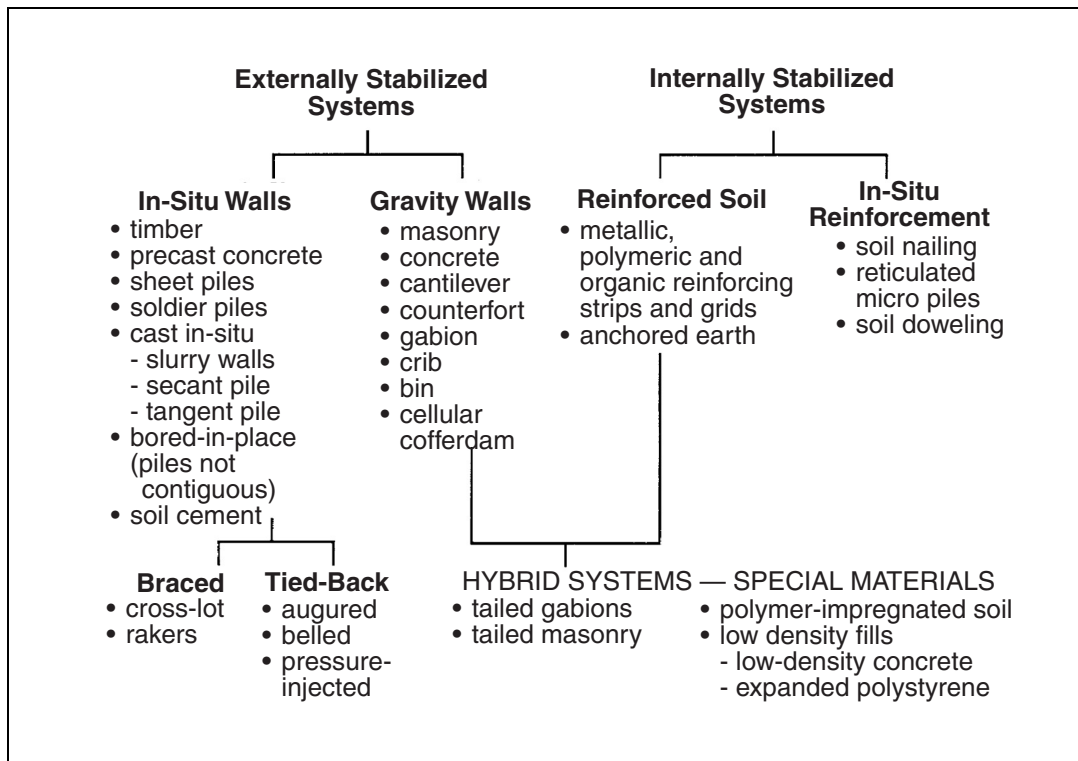 Externally Stabilized
Systems
Internally Stabilized
Systems
In-Situ Walls
• timber
• precast concrete
• sheet piles
• soldier piles
• cast in-situ
- slurry walls
- secant pile
- tangent pile
• bored-in-place
(piles not
contiguous)
• soil cement
Gravity Walls
• masonry
• concrete
• cantilever
• counterfort
• gabion
• crib
• bin
• cellular
cofferdam
Reinforced Soil
• metallic,
polymeric and
organic reinforcing
strips and grids
• anchored earth
In-Situ
Reinforcement
• soil nailing
• reticulated
micro piles
• soil doweling
Braced
• cross-lot
• rakers
Tied-Back
• augured
• belled
• pressure-
injected
HYBRID SYSTEMS — SPECIAL MATERIALS
• tailed gabions
• tailed masonry
• polymer-impregnated soil
• low density fills
- low-density concrete
- expanded polystyrene